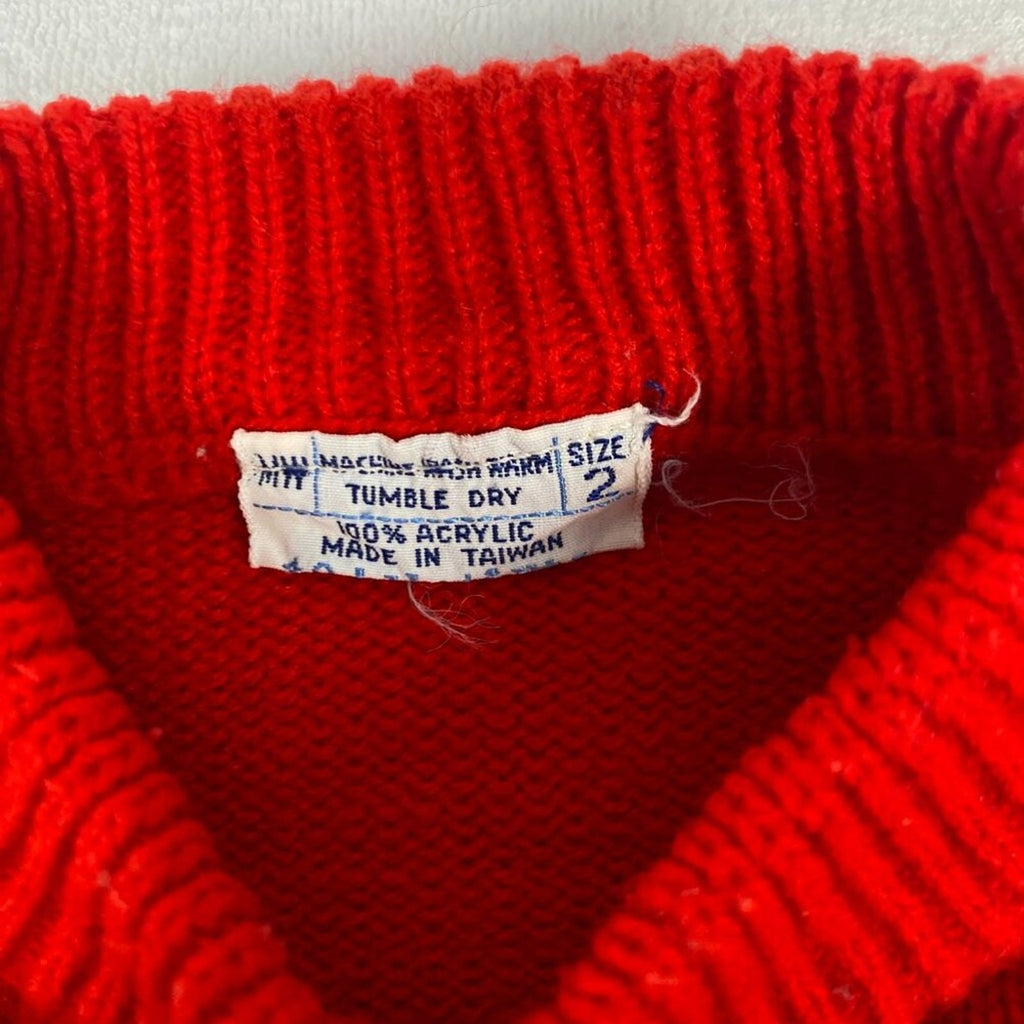 MACHINE WASH WARM
TUMBLE DRY
SIZE
2
100% ACRYLIC
MADE IN TAIWAN